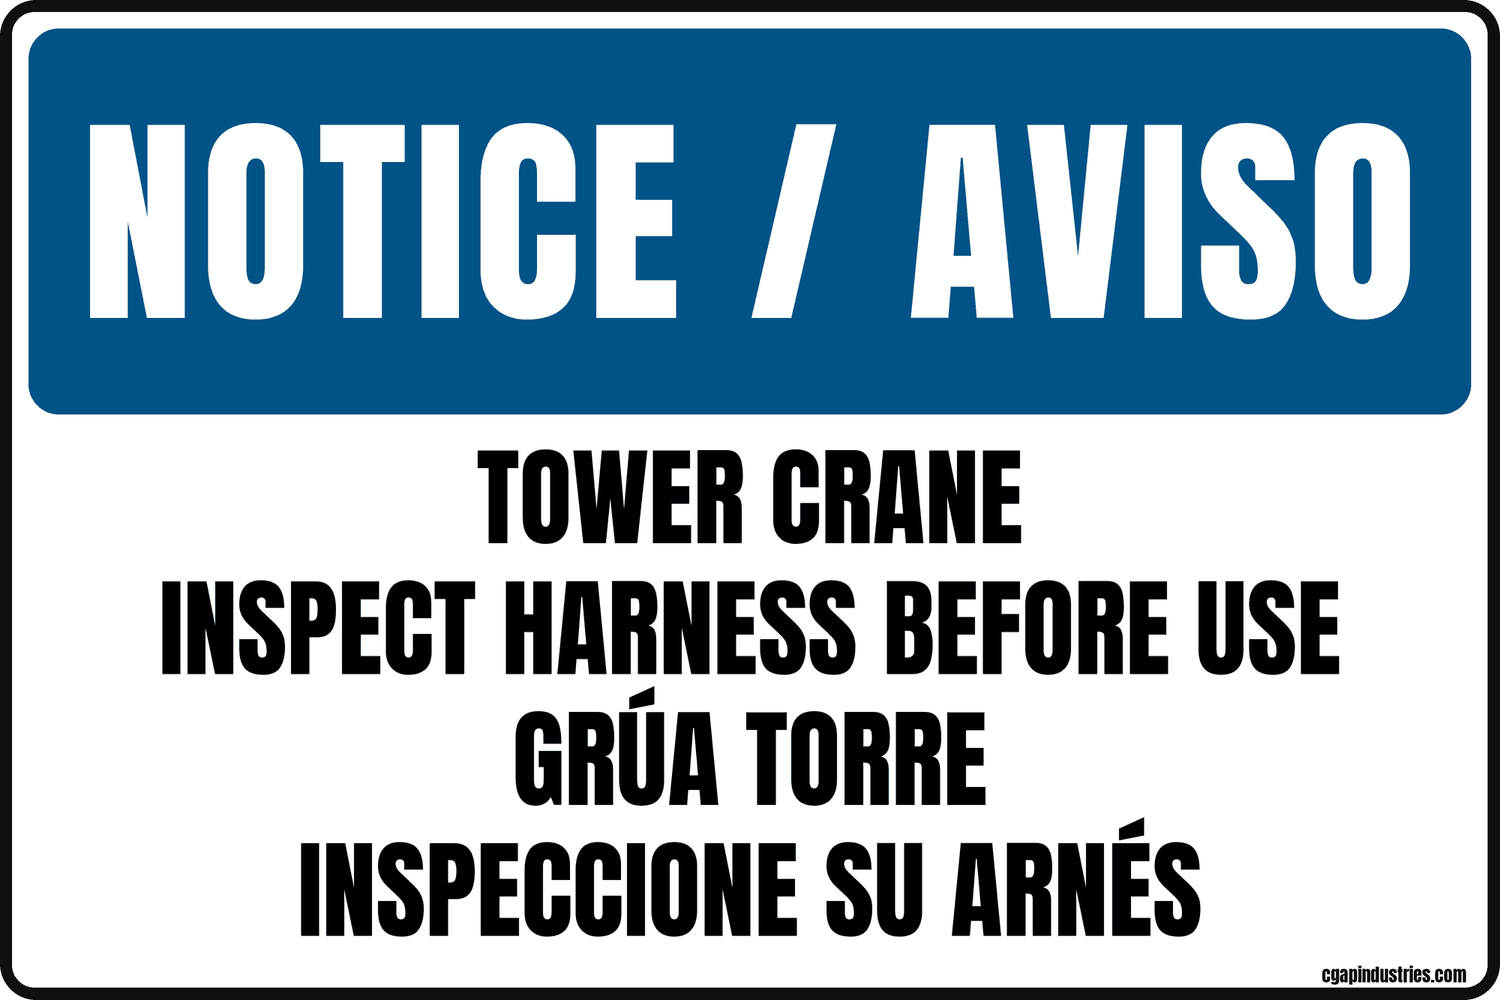 NOTICE / AVISO
TOWER CRANE
INSPECT HARNESS BEFORE USE
GRÚA TORRE
INSPECCIONE SU ARNÉS
cgapindustries.com